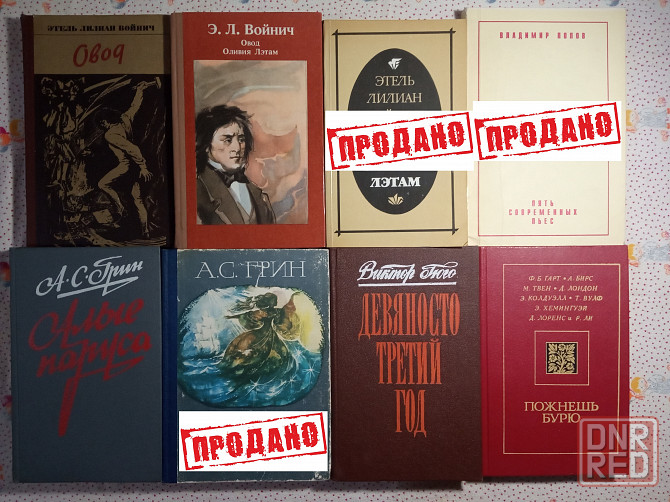 ЭТЕЛЬ ЛИЛИАН ВОЙНИЧ
Овод
Э. Л. Войнич
Овод
Оливия Лэтам
ЭТЕЛЬ
ЛИЛИАН
ПРОДАНО
ЛЭТАМ
ВЛАДИМИР ПОПОВ
ПРОДАНО
ПЯТЬ
СОВРЕМЕННЫХ
ПЬЕС
А·С·Грин
Алые
паруса
А.С.ГРИН
ПРОДАНО
Виктор Гюго
ДЕВЯНОСТО
ТРЕТИЙ
ГОД
Ф. Б. ГАРТ • А. БИРС
М. ТВЕН • Д. ЛОНДОН
Э. КОЛДУЭЛЛ • Т. ВУЛФ
Э. ХЕМИНГУЭЙ
Д. ЛОРЕНС и Р. ЛИ
ПОЖНЕШЬ
БУРЮ
DNR
RED